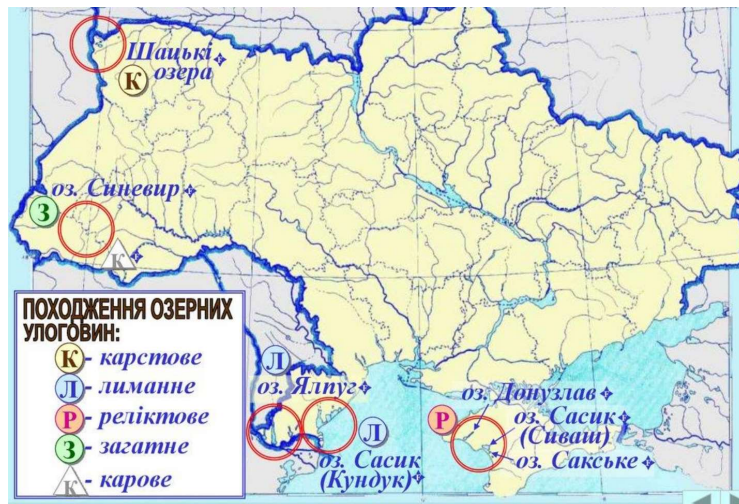 Шацькі
озера
К
оз. Синевир
З
К
ПОХОДЖЕННЯ ОЗЕРНИХ
УЛОГОВИН:
К - карстове
Л - лиманне
Р - реліктове
З - загатне
К - карове
Л
оз. Ялпуг
Л
оз. Сасик
(Кундук)
Р
оз. Донузлав
оз. Сасик
(Сиваш)
оз. Сакське